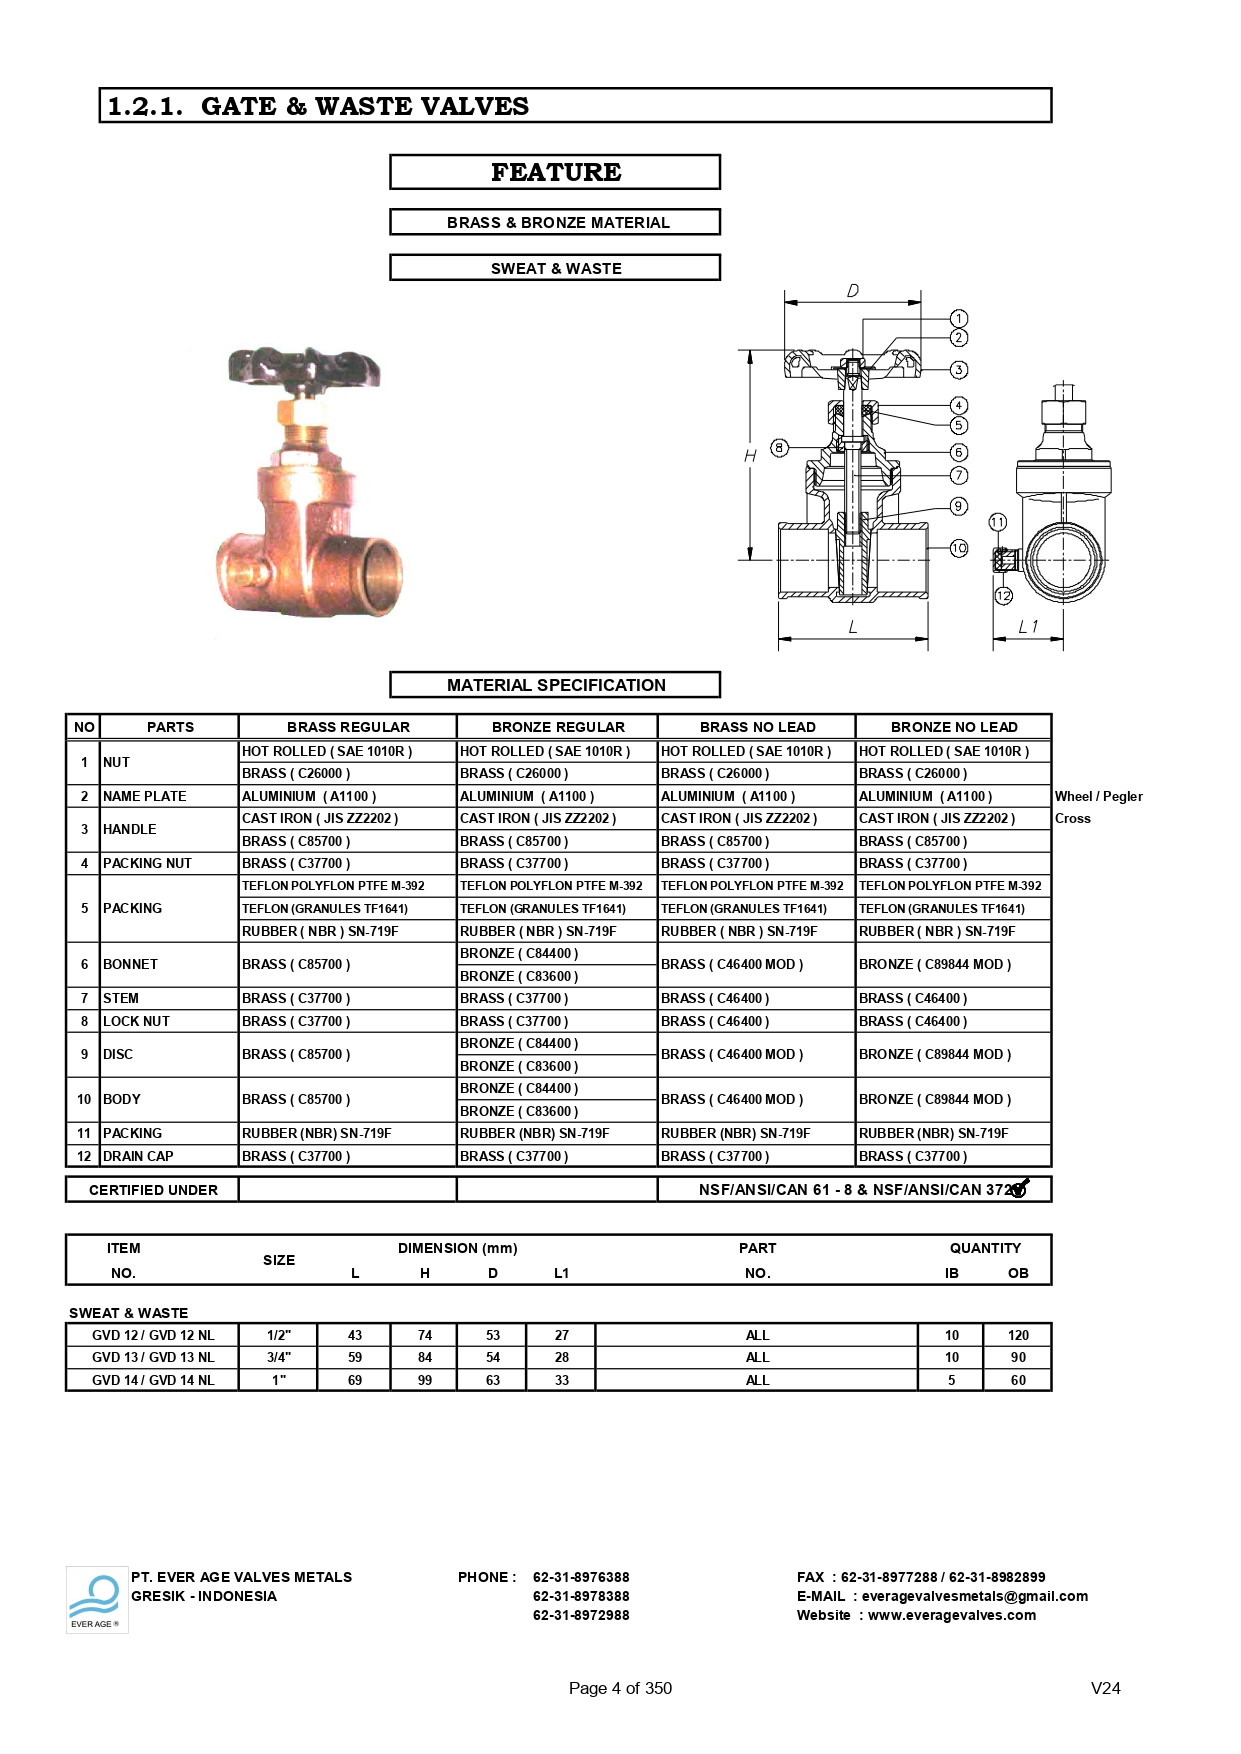 1.2.1. GATE & WASTE VALVES
FEATURE
BRASS & BRONZE MATERIAL
SWEAT & WASTE
D
1
2
3
4
5
8
H
6
7
9
11
10
12
L
L1
MATERIAL SPECIFICATION
NO PARTS BRASS REGULAR BRONZE REGULAR BRASS NO LEAD BRONZE NO LEAD
1 NUT HOT ROLLED ( SAE 1010R ) HOT ROLLED ( SAE 1010R ) HOT ROLLED ( SAE 1010R ) HOT ROLLED ( SAE 1010R )
BRASS ( C26000 ) BRASS ( C26000 ) BRASS ( C26000 ) BRASS ( C26000 )
2 NAME PLATE ALUMINIUM ( A1100 ) ALUMINIUM ( A1100 ) ALUMINIUM ( A1100 ) ALUMINIUM ( A1100 ) Wheel / Pegler
3 HANDLE CAST IRON ( JIS ZZ2202 ) CAST IRON ( JIS ZZ2202 ) CAST IRON ( JIS ZZ2202 ) CAST IRON ( JIS ZZ2202 ) Cross
BRASS ( C85700 ) BRASS ( C85700 ) BRASS ( C85700 ) BRASS ( C85700 )
4 PACKING NUT BRASS ( C37700 ) BRASS ( C37700 ) BRASS ( C37700 ) BRASS ( C37700 )
TEFLON POLYFLON PTFE M-392 TEFLON POLYFLON PTFE M-392 TEFLON POLYFLON PTFE M-392 TEFLON POLYFLON PTFE M-392
5 PACKING TEFLON (GRANULES TF1641) TEFLON (GRANULES TF1641) TEFLON (GRANULES TF1641) TEFLON (GRANULES TF1641)
RUBBER ( NBR ) SN-719F RUBBER ( NBR ) SN-719F RUBBER ( NBR ) SN-719F RUBBER ( NBR ) SN-719F
6 BONNET BRASS ( C85700 ) BRONZE ( C84400 ) BRASS ( C46400 MOD ) BRONZE ( C89844 MOD )
BRONZE ( C83600 )
7 STEM BRASS ( C37700 ) BRASS ( C37700 ) BRASS ( C46400 ) BRASS ( C46400 )
8 LOCK NUT BRASS ( C37700 ) BRASS ( C37700 ) BRASS ( C46400 ) BRASS ( C46400 )
9 DISC BRASS ( C85700 ) BRONZE ( C84400 ) BRASS ( C46400 MOD ) BRONZE ( C89844 MOD )
BRONZE ( C83600 )
10 BODY BRASS ( C85700 ) BRONZE ( C84400 ) BRASS ( C46400 MOD ) BRONZE ( C89844 MOD )
BRONZE ( C83600 )
11 PACKING RUBBER (NBR) SN-719F RUBBER (NBR) SN-719F RUBBER (NBR) SN-719F RUBBER (NBR) SN-719F
12 DRAIN CAP BRASS ( C37700 ) BRASS ( C37700 ) BRASS ( C37700 ) BRASS ( C37700 )
CERTIFIED UNDER NSF/ANSI/CAN 61 - 8 & NSF/ANSI/CAN 372
ITEM SIZE DIMENSION (mm) PART QUANTITY
NO. L H D L1 NO. IB OB
SWEAT & WASTE
GVD 12 / GVD 12 NL 1/2" 43 74 53 27 ALL 10 120
GVD 13 / GVD 13 NL 3/4" 59 84 54 28 ALL 10 90
GVD 14 / GVD 14 NL 1" 69 99 63 33 ALL 5 60
EVER AGE ®
PT. EVER AGE VALVES METALS PHONE : 62-31-8976388 FAX : 62-31-8977288 / 62-31-8982899
GRESIK - INDONESIA 62-31-8978388 E-MAIL : everagevalvesmetals@gmail.com
62-31-8972988 Website : www.everagevalves.com
Page 4 of 350 V24